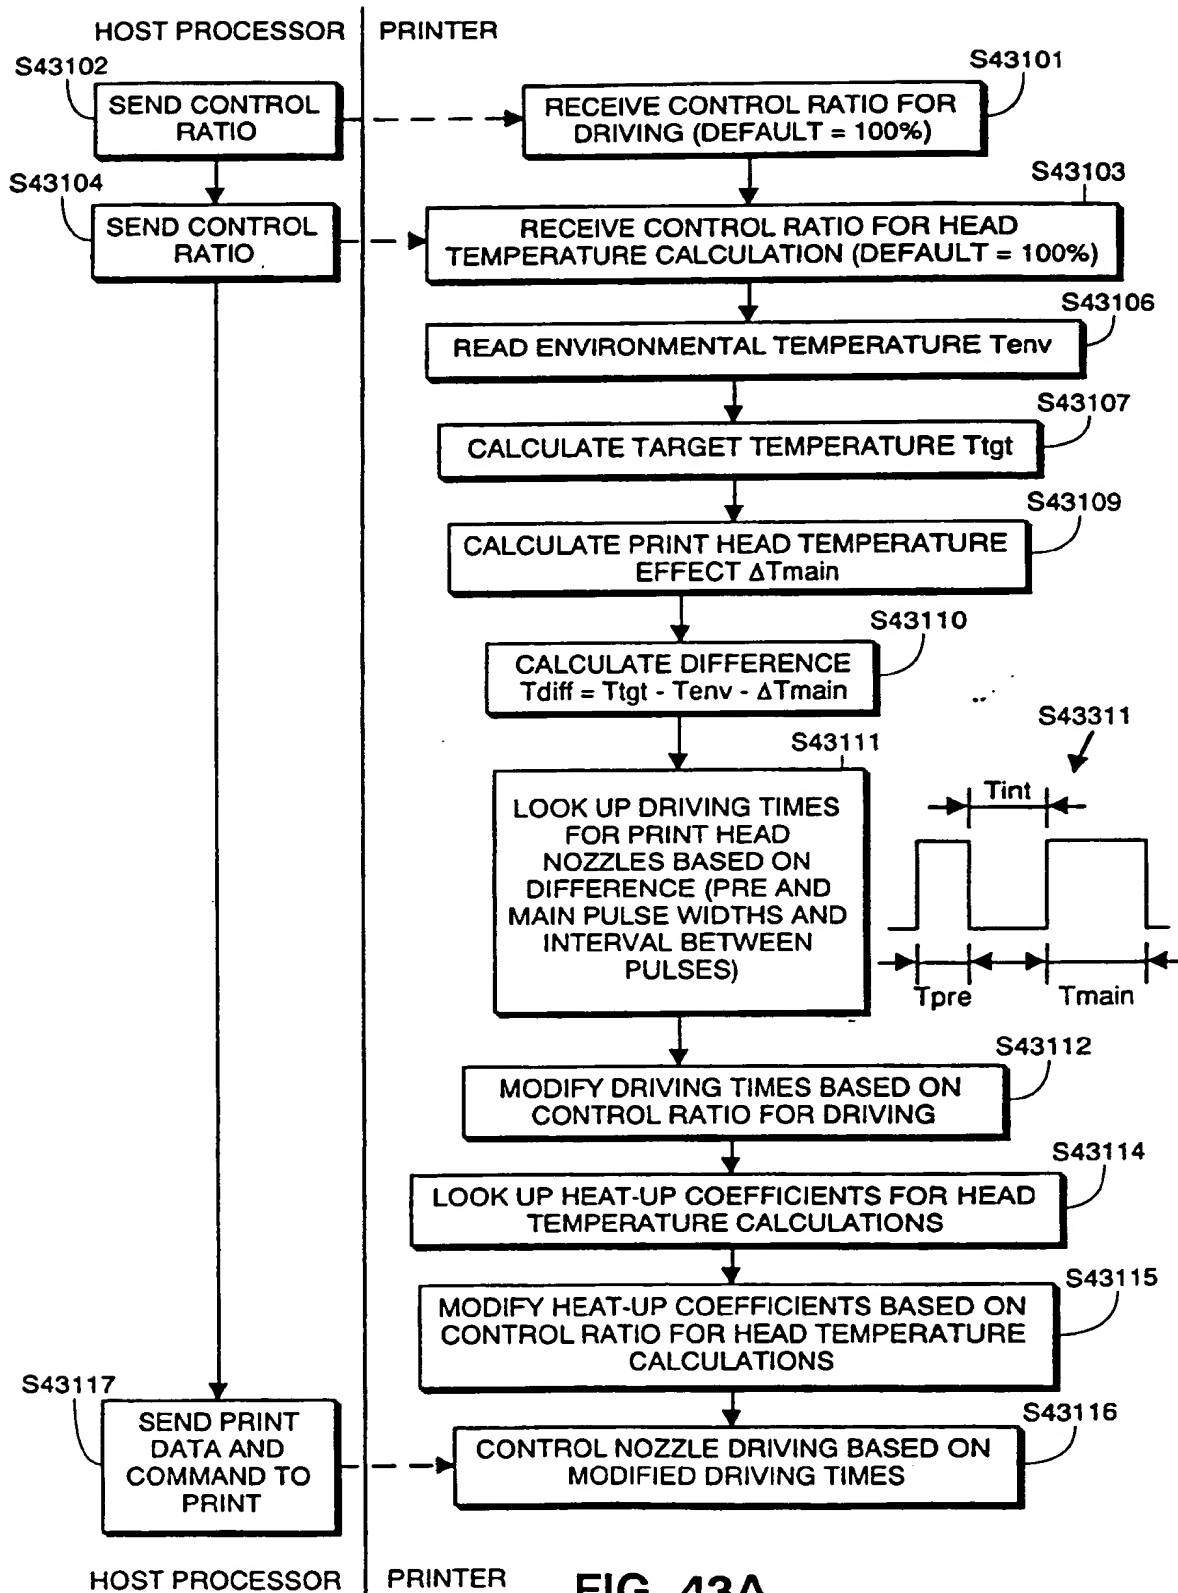 HOST PROCESSOR
PRINTER
S43102
SEND CONTROL
RATIO
S43101
RECEIVE CONTROL RATIO FOR
DRIVING (DEFAULT = 100%)
S43104
SEND CONTROL
RATIO
S43103
RECEIVE CONTROL RATIO FOR HEAD
TEMPERATURE CALCULATION (DEFAULT = 100%)
S43106
READ ENVIRONMENTAL TEMPERATURE Tenv
S43107
CALCULATE TARGET TEMPERATURE Ttgt
S43109
CALCULATE PRINT HEAD TEMPERATURE
EFFECT ΔTmain
S43110
CALCULATE DIFFERENCE
Tdiff = Ttgt - Tenv - ΔTmain
S43111
LOOK UP DRIVING TIMES
FOR PRINT HEAD
NOZZLES BASED ON
DIFFERENCE (PRE AND
MAIN PULSE WIDTHS AND
INTERVAL BETWEEN
PULSES)
S43311
Tint
Tpre
Tmain
S43112
MODIFY DRIVING TIMES BASED ON
CONTROL RATIO FOR DRIVING
S43114
LOOK UP HEAT-UP COEFFICIENTS FOR HEAD
TEMPERATURE CALCULATIONS
S43115
MODIFY HEAT-UP COEFFICIENTS BASED ON
CONTROL RATIO FOR HEAD TEMPERATURE
CALCULATIONS
S43117
SEND PRINT
DATA AND
COMMAND TO
PRINT
S43116
CONTROL NOZZLE DRIVING BASED ON
MODIFIED DRIVING TIMES
HOST PROCESSOR
PRINTER
FIG. 43A